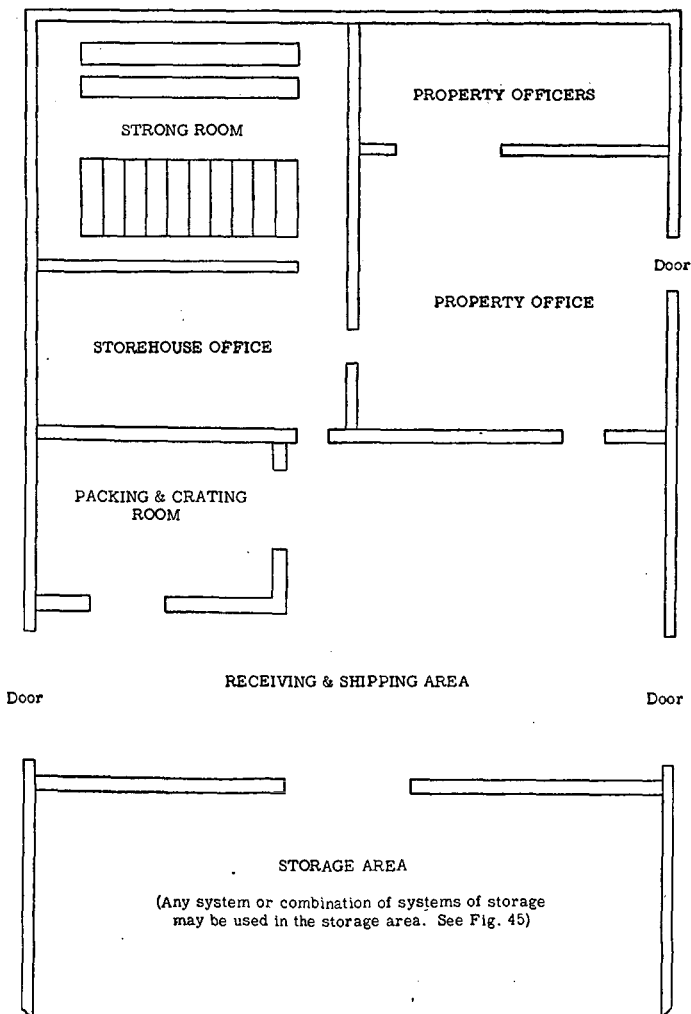 PROPERTY OFFICERS
STRONG ROOM
Door
PROPERTY OFFICE
STOREHOUSE OFFICE
PACKING & CRATING
ROOM
RECEIVING & SHIPPING AREA
Door
Door
STORAGE AREA
(Any system or combination of systems of storage
may be used in the storage area. See Fig. 45)